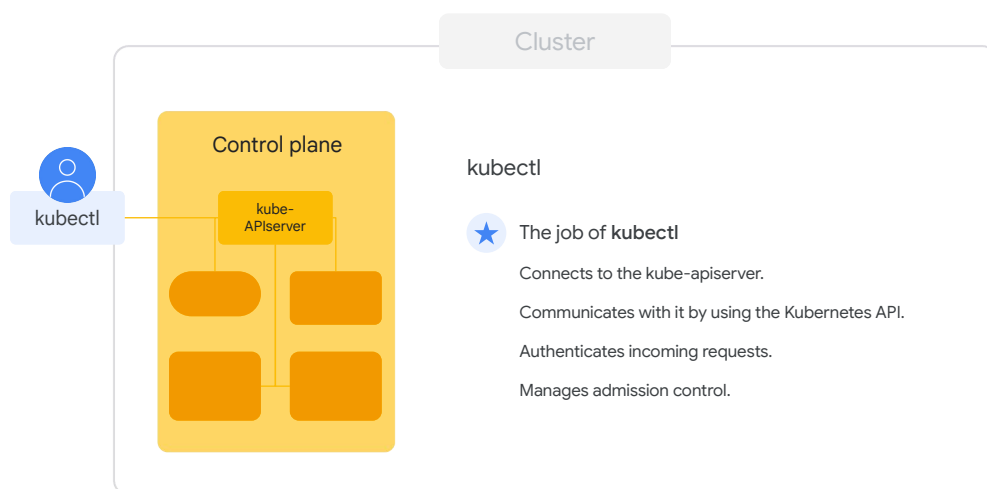 Cluster
Control plane
kube-
APIserver
kubectl
kubectl
The job of kubectl
Connects to the kube-apiserver.
Communicates with it by using the Kubernetes API.
Authenticates incoming requests.
Manages admission control.